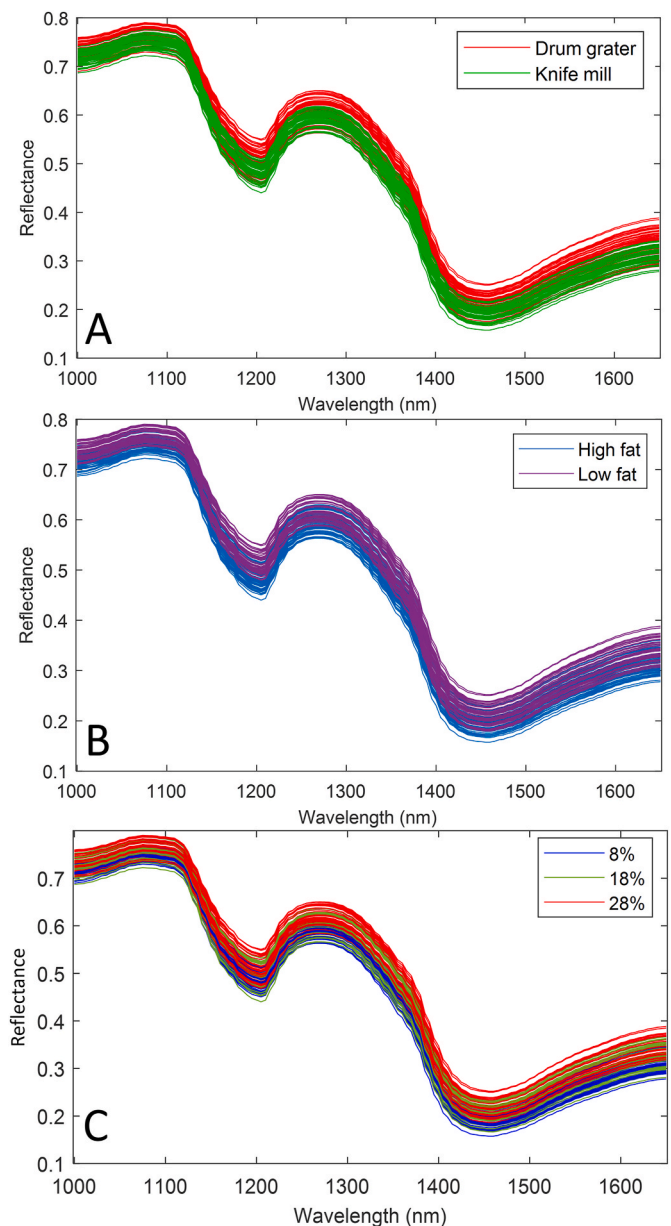 0.8
0.7
0.6
0.5
0.4
0.3
0.2
0.1
Reflectance
Drum grater
Knife mill
A
1000 1100 1200 1300 1400 1500 1600
Wavelength (nm)
0.8
0.7
0.6
0.5
0.4
0.3
0.2
0.1
Reflectance
High fat
Low fat
B
1000 1100 1200 1300 1400 1500 1600
Wavelength (nm)
0.7
0.6
0.5
0.4
0.3
0.2
0.1
Reflectance
8%
18%
28%
C
1000 1100 1200 1300 1400 1500 1600
Wavelength (nm)